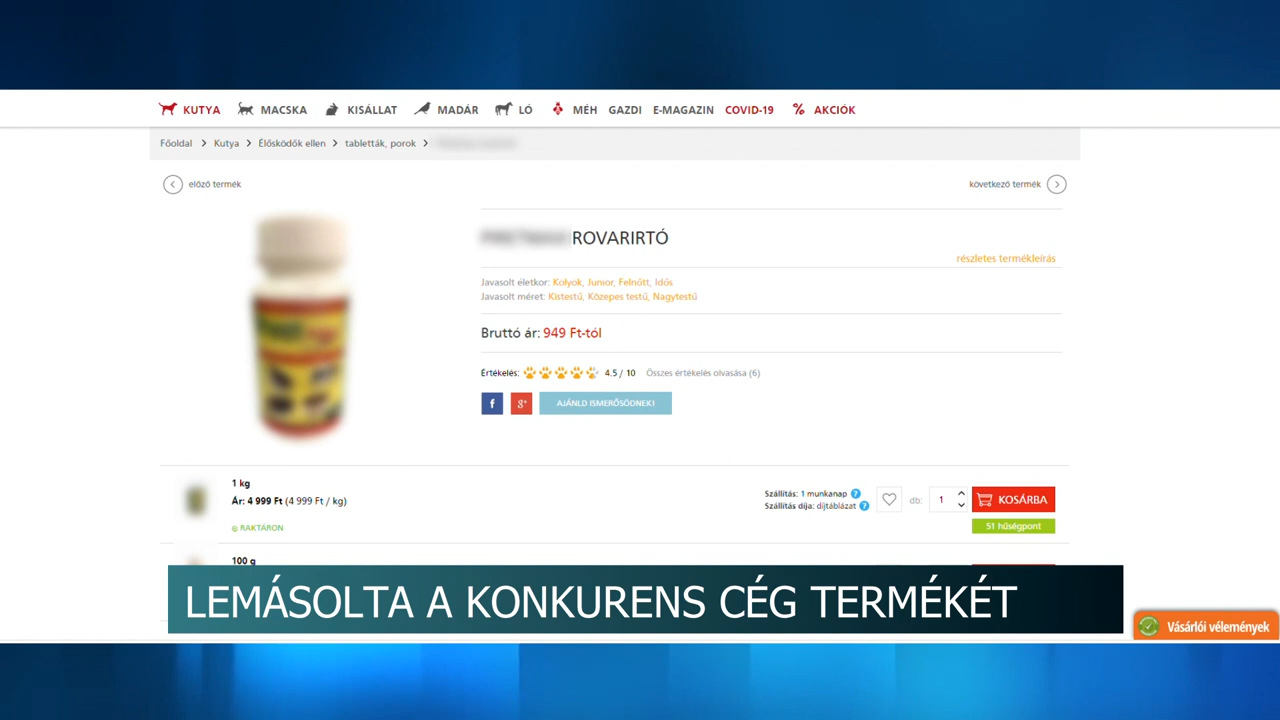 KUTYA MACSKA KISÁLLAT MADÁR LÓ MÉH GAZDI E-MAGAZIN COVID-19 % AKCIÓK
Főoldal > Kutya > Élősködők ellen > tabletták, porok >
előző termék
következő termék
ROVARIRTÓ
részletes termékleírás
Javasolt életkor: Kolyok, Junior, Felnőtt, Idős
Javasolt méret: Kistestű, Közepes testű, Nagytestű
Bruttó ár: 949 Ft-tól
Értékelés: 4.5 / 10 Összes értékelés olvasása (6)
f g+ AJÁNLD ISMERŐSÖDNEK!
1 kg
Ár: 4 999 Ft (4 999 Ft / kg)
RAKTÁRON
Szállítás: 1 munkanap ?
Szállítás díja: díjtáblázat ?
db: 1 KOSÁRBA
51 hűségpont
100 g
LEMÁSOLTA A KONKURENS CÉG TERMÉKÉT
Vásárlói vélemények